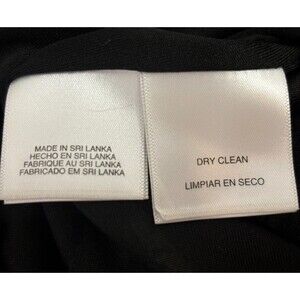 MADE IN SRI LANKA
HECHO EN SRI LANKA
FABRIQUE AU SRI LANKA
FABRICADO EM SRI LANKA
DRY CLEAN
LIMPIAR EN SECO